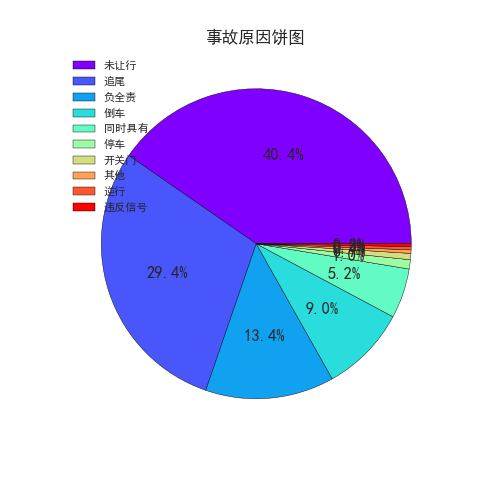 事故原因饼图
未让行
追尾
负全责
倒车
同时具有
停车
开关门
其他
逆行
违反信号
40.4%
29.4%
13.4%
9.0%
5.2%
1.0%